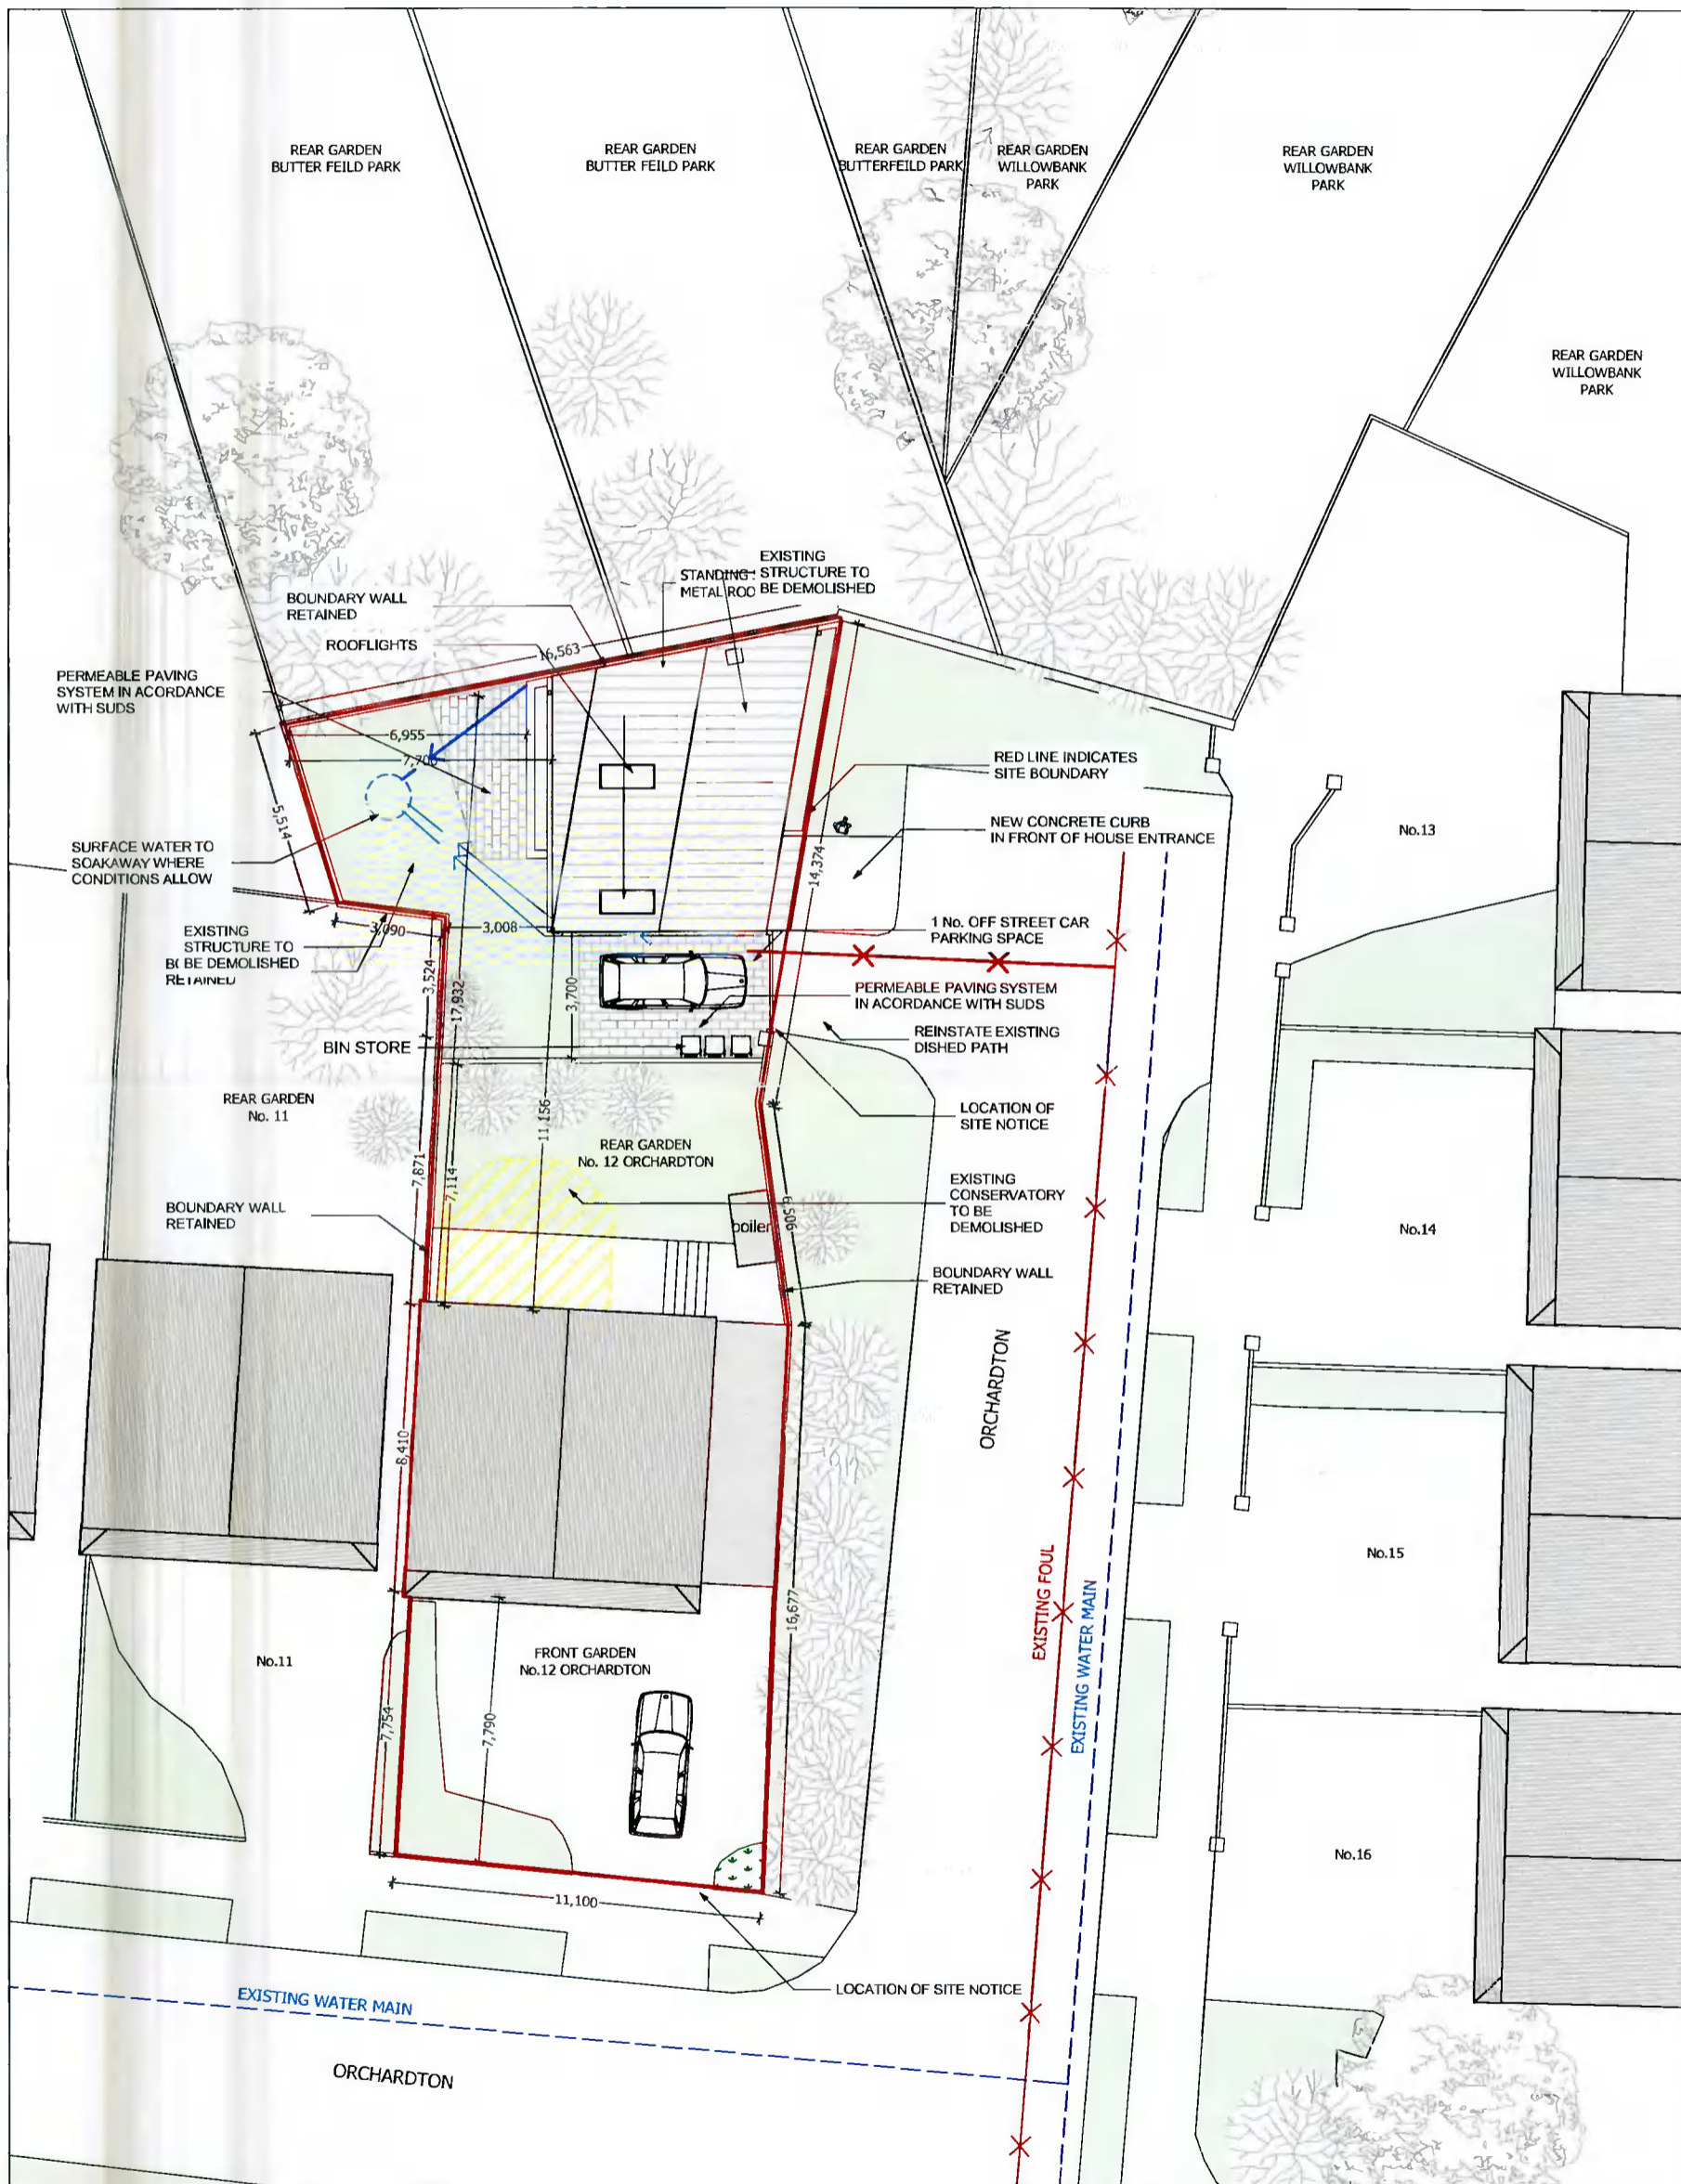 REAR GARDEN
BUTTER FEILD PARK
REAR GARDEN
BUTTER FEILD PARK
REAR GARDEN
BUTTERFEILD PARK
REAR GARDEN
WILLOWBANK
PARK
REAR GARDEN
WILLOWBANK
PARK
REAR GARDEN
WILLOWBANK
PARK
EXISTING
STRUCTURE TO
BE DEMOLISHED
STANDING
METAL ROO
BOUNDARY WALL
RETAINED
ROOFLIGHTS
16,563
PERMEABLE PAVING
SYSTEM IN ACORDANCE
WITH SUDS
6,955
5,514
RED LINE INDICATES
SITE BOUNDARY
NEW CONCRETE CURB
IN FRONT OF HOUSE ENTRANCE
No.13
SURFACE WATER TO
SOAKAWAY WHERE
CONDITIONS ALLOW
14,374
3,090
3,008
1 No. OFF STREET CAR
PARKING SPACE
EXISTING
STRUCTURE TO
BE DEMOLISHED
RETAINED
3,524
17,932
3,700
PERMEABLE PAVING SYSTEM
IN ACORDANCE WITH SUDS
REINSTATE EXISTING
DISHED PATH
BIN STORE
REAR GARDEN
No. 11
LOCATION OF
SITE NOTICE
11,156
REAR GARDEN
No. 12 ORCHARDTON
7,871
7,114
EXISTING
CONSERVATORY
TO BE
DEMOLISHED
BOUNDARY WALL
RETAINED
boiler
6,506
No.14
BOUNDARY WALL
RETAINED
ORCHARDTON
8,410
EXISTING FOUL
EXISTING WATER MAIN
No.15
16,677
No.11
FRONT GARDEN
No.12 ORCHARDTON
7,754
7,790
No.16
11,100
LOCATION OF SITE NOTICE
EXISTING WATER MAIN
ORCHARDTON